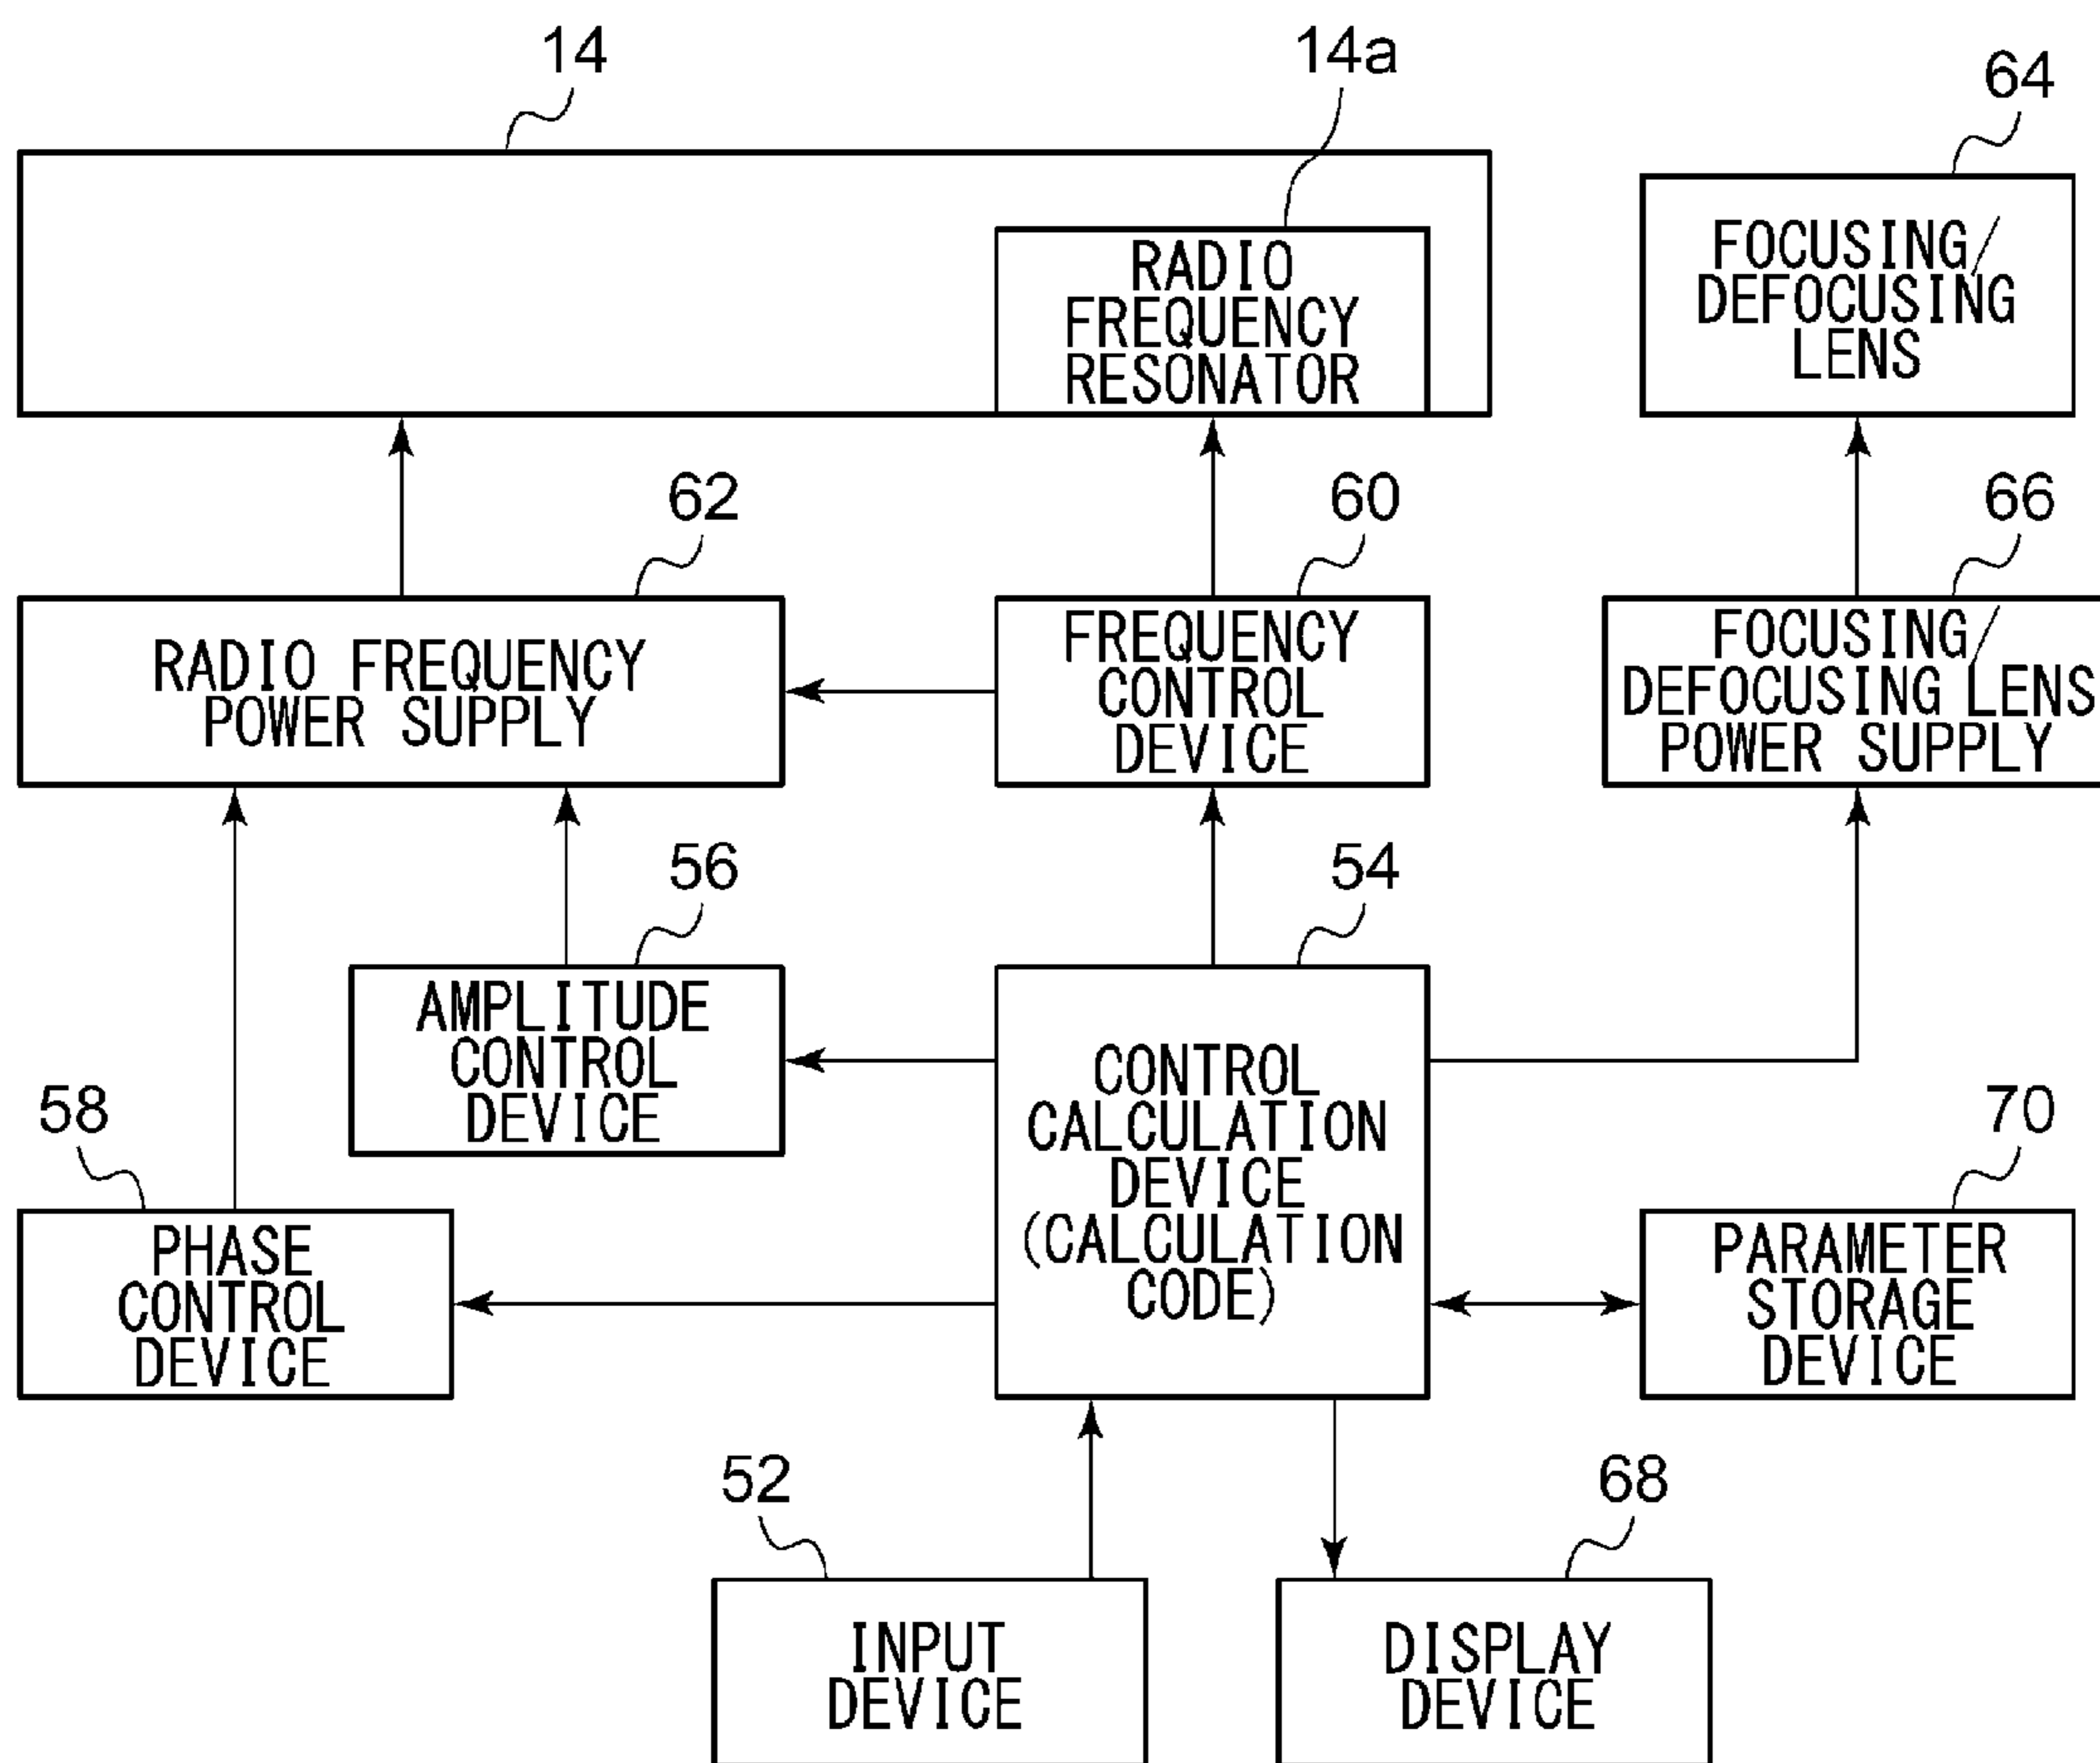 14
14a
64
RADIO
FREQUENCY
RESONATOR
FOCUSING/
DEFOCUSING
LENS
62
60
66
RADIO FREQUENCY
POWER SUPPLY
FREQUENCY
CONTROL
DEVICE
FOCUSING/
DEFOCUSING LENS
POWER SUPPLY
56
54
AMPLITUDE
CONTROL
DEVICE
CONTROL
CALCULATION
DEVICE
(CALCULATION
CODE)
58
70
PHASE
CONTROL
DEVICE
PARAMETER
STORAGE
DEVICE
52
68
INPUT
DEVICE
DISPLAY
DEVICE